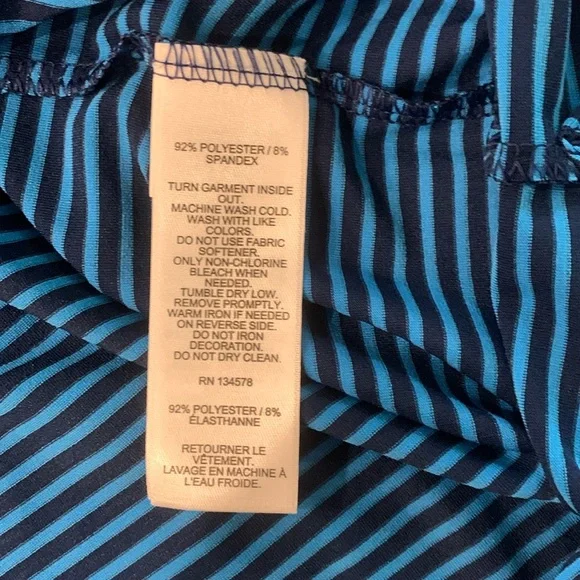 92% POLYESTER / 8%
SPANDEX
TURN GARMENT INSIDE
OUT.
MACHINE WASH COLD.
WASH WITH LIKE
COLORS.
DO NOT USE FABRIC
SOFTENER.
ONLY NON-CHLORINE
BLEACH WHEN
NEEDED.
TUMBLE DRY LOW.
REMOVE PROMPTLY.
WARM IRON IF NEEDED
ON REVERSE SIDE.
DO NOT IRON
DECORATION.
DO NOT DRY CLEAN.
RN 134578
92% POLYESTER / 8%
ÉLASTHANNE
RETOURNER LE
VÊTEMENT.
LAVAGE EN MACHINE À
L'EAU FROIDE.